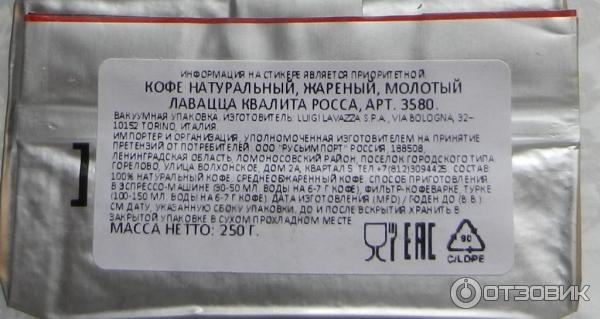 ИНФОРМАЦИЯ НА СТИКЕРЕ ЯВЛЯЕТСЯ ПРИОРИТЕТНОЙ.
КОФЕ НАТУРАЛЬНЫЙ, ЖАРЕНЫЙ, МОЛОТЫЙ
ЛАВАЦЦА КВАЛИТА РОССА, АРТ. 3580.
ВАКУУМНАЯ УПАКОВКА. ИЗГОТОВИТЕЛЬ: LUIGI LAVAZZA S.P.A., VIA BOLOGNA, 32-
10152 TORINO, ИТАЛИЯ.
ИМПОРТЕР И ОРГАНИЗАЦИЯ, УПОЛНОМОЧЕННАЯ ИЗГОТОВИТЕЛЕМ НА ПРИНЯТИЕ
ПРЕТЕНЗИЙ ОТ ПОТРЕБИТЕЛЕЙ: ООО "РУСЬИМПОРТ" РОССИЯ, 188508,
ЛЕНИНГРАДСКАЯ ОБЛАСТЬ, ЛОМОНОСОВСКИЙ РАЙОН, ПОСЕЛОК ГОРОДСКОГО ТИПА
ГОРЕЛОВО, УЛИЦА ВОЛХОНСКОЕ, ДОМ 2А, КВАРТАЛ 5, ТЕЛ +7(812)3094425. СОСТАВ:
100% НАТУРАЛЬНЫЙ КОФЕ. СРЕДНЕОБЖАРЕННЫЙ КОФЕ. СПОСОБ ПРИГОТОВЛЕНИЯ:
В ЭСПРЕССО-МАШИНЕ (30-50 МЛ. ВОДЫ НА 6-7 Г КОФЕ), ФИЛЬТР-КОФЕВАРКЕ, ТУРКЕ
(100-150 МЛ. ВОДЫ НА 6-7 Г КОФЕ). ДАТА ИЗГОТОВЛЕНИЯ (MFD) / ГОДЕН ДО (B.B.):
СМ. ДАТУ, УКАЗАННУЮ СБОКУ УПАКОВКИ. ДО И ПОСЛЕ ВСКРЫТИЯ ХРАНИТЬ В
ЗАКРЫТОЙ УПАКОВКЕ В СУХОМ ПРОХЛАДНОМ МЕСТЕ.
МАССА НЕТТО: 250 Г.
EAC
90
C/LDPE
ОТЗОВИК